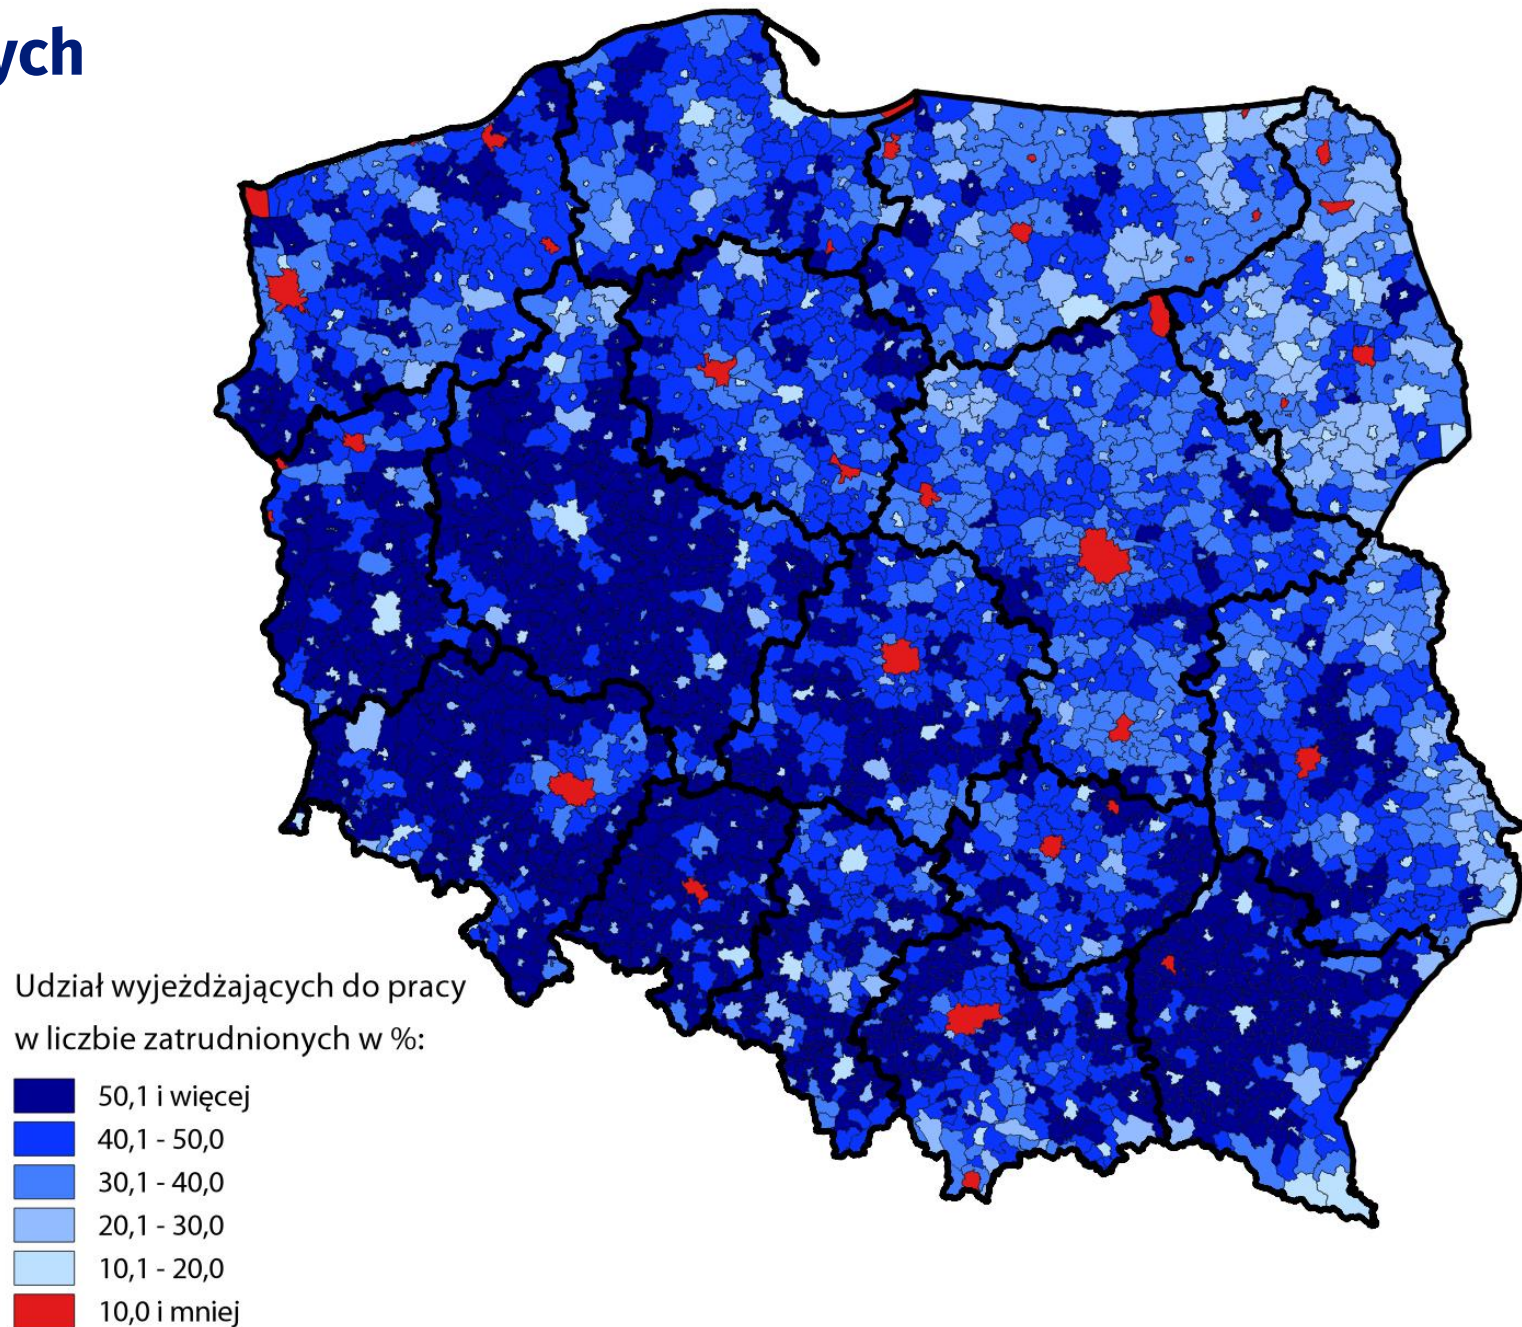 ych
Udział wyjeżdżających do pracy
w liczbie zatrudnionych w %:
50,1 i więcej
40,1 - 50,0
30,1 - 40,0
20,1 - 30,0
10,1 - 20,0
10,0 i mniej